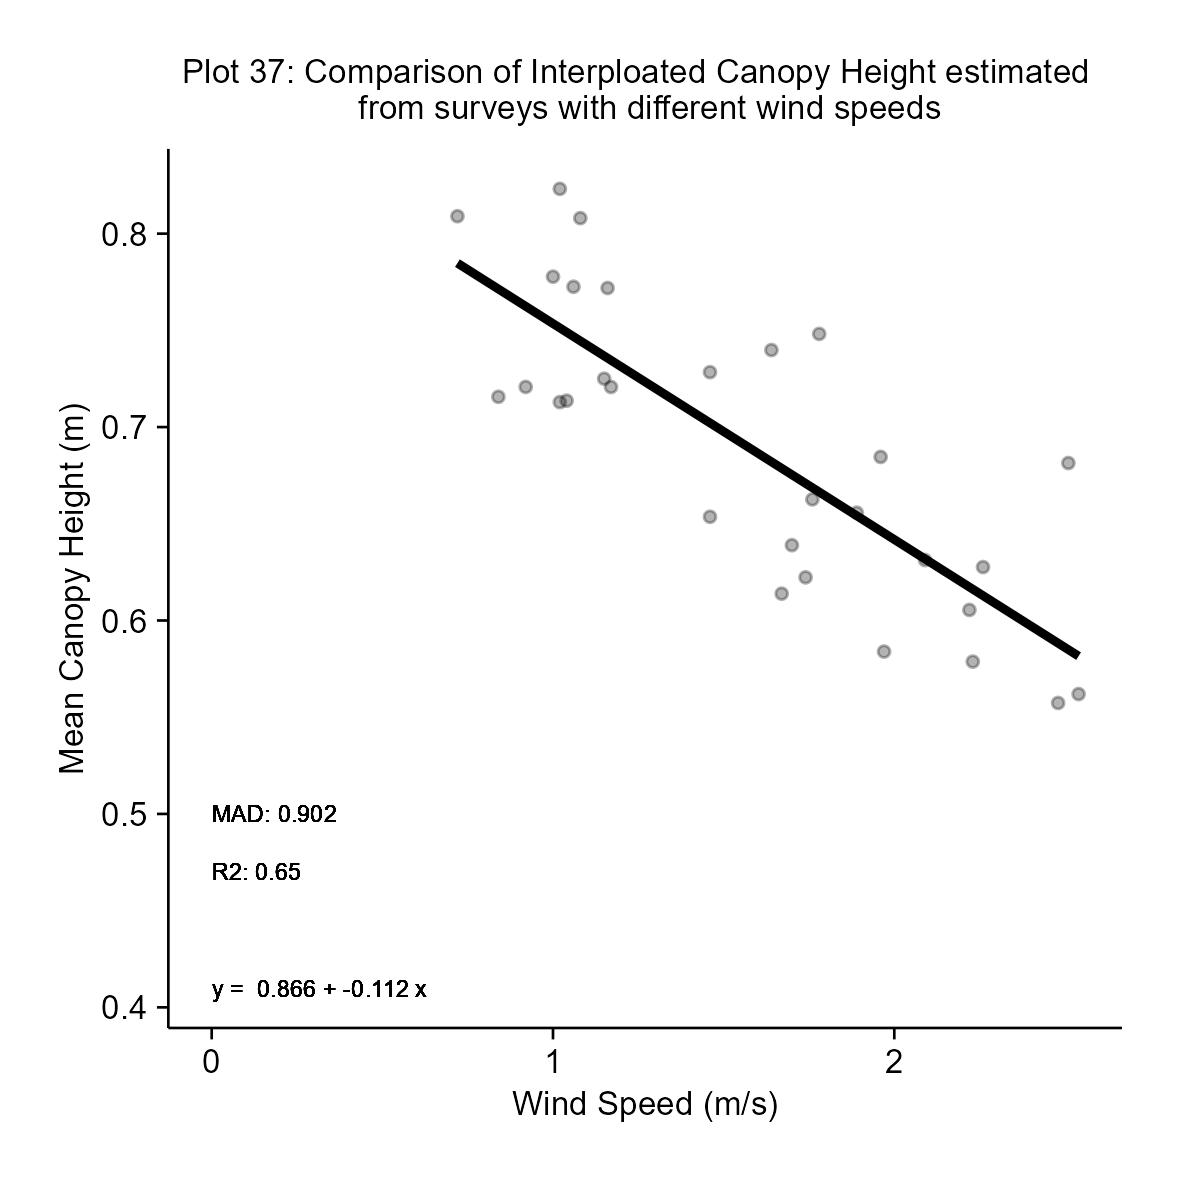 Plot 37: Comparison of Interploated Canopy Height estimated
from surveys with different wind speeds
Mean Canopy Height (m)
0.8
0.7
0.6
0.5
0.4
MAD: 0.902
R2: 0.65
y =  0.866 + -0.112 x
0
1
2
Wind Speed (m/s)